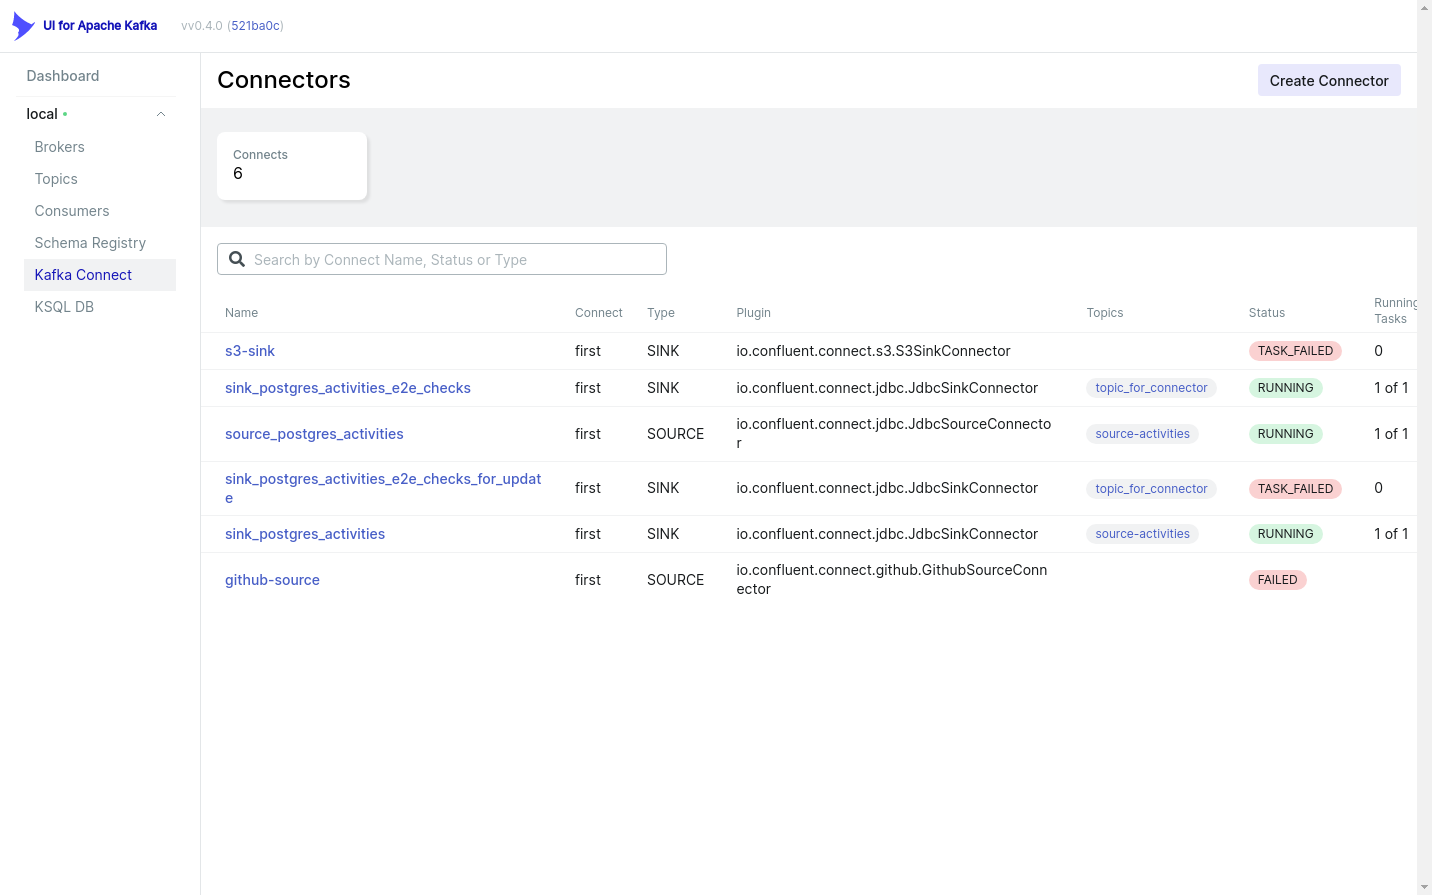 UI for Apache Kafka vv0.4.0 (521ba0c)
Dashboard
local
Brokers
Topics
Consumers
Schema Registry
Kafka Connect
KSQL DB
Connectors
Create Connector
Connects
6
Search by Connect Name, Status or Type
Name Connect Type Plugin Topics Status Running
Tasks
s3-sink first SINK io.confluent.connect.s3.S3SinkConnector TASK_FAILED 0
sink_postgres_activities_e2e_checks first SINK io.confluent.connect.jdbc.JdbcSinkConnector topic_for_connector RUNNING 1 of 1
source_postgres_activities first SOURCE io.confluent.connect.jdbc.JdbcSourceConnecto
r source-activities RUNNING 1 of 1
sink_postgres_activities_e2e_checks_for_updat
e first SINK io.confluent.connect.jdbc.JdbcSinkConnector topic_for_connector TASK_FAILED 0
sink_postgres_activities first SINK io.confluent.connect.jdbc.JdbcSinkConnector source-activities RUNNING 1 of 1
github-source first SOURCE io.confluent.connect.github.GithubSourceConn
ector FAILED